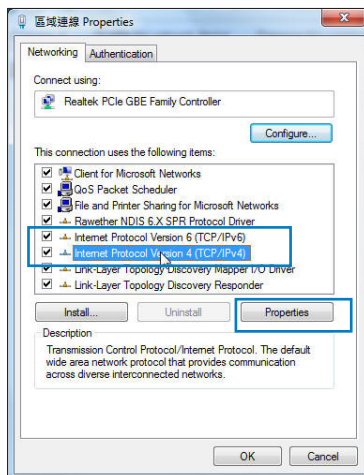 區域連線 Properties
Networking Authentication
Connect using:
Realtek PCIe GBE Family Controller
Configure...
This connection uses the following items:
Client for Microsoft Networks
QoS Packet Scheduler
File and Printer Sharing for Microsoft Networks
Rawether NDIS 6.X SPR Protocol Driver
Internet Protocol Version 6 (TCP/IPv6)
Internet Protocol Version 4 (TCP/IPv4)
Link-Layer Topology Discovery Mapper I/O Driver
Link-Layer Topology Discovery Responder
Install... Uninstall Properties
Description
Transmission Control Protocol/Internet Protocol. The default
wide area network protocol that provides communication
across diverse interconnected networks.
OK Cancel